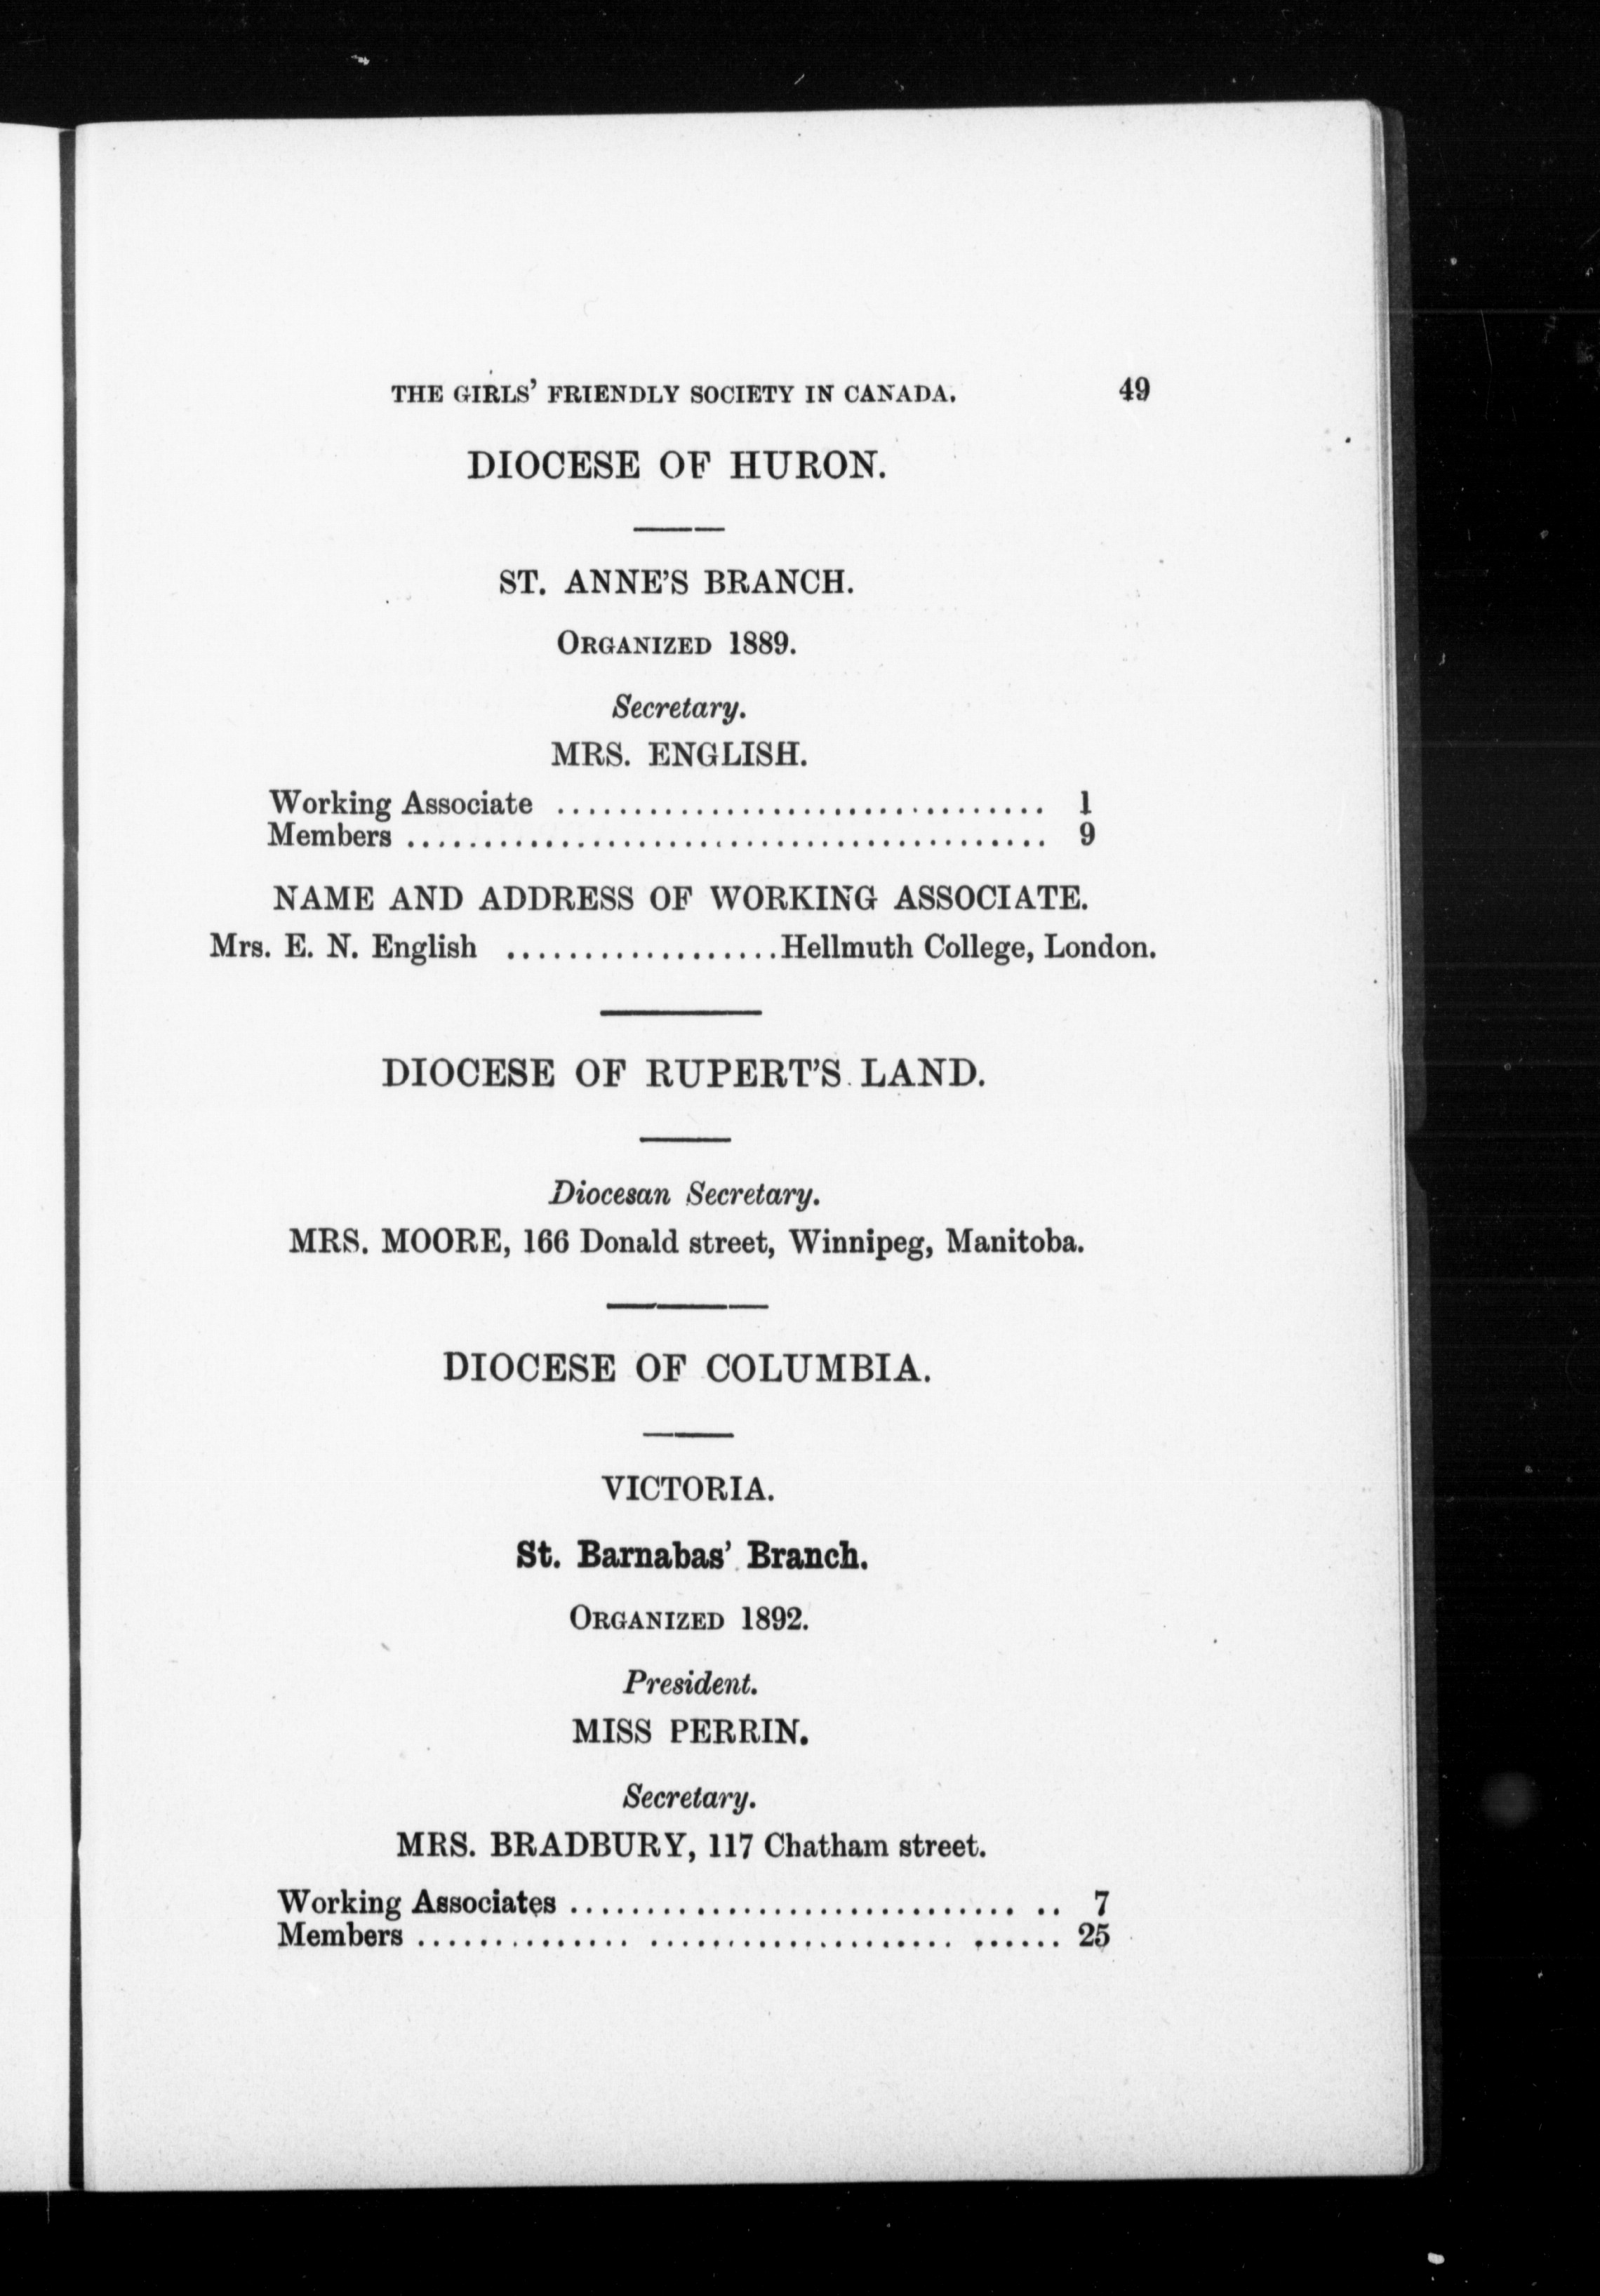 THE GIRLS' FRIENDLY SOCIETY IN CANADA. 49
DIOCESE OF HURON.
ST. ANNE'S BRANCH.
ORGANIZED 1889.
Secretary.
MRS. ENGLISH.
Working Associate ................................ 1
Members .......................................... 9
NAME AND ADDRESS OF WORKING ASSOCIATE.
Mrs. E. N. English ..................Hellmuth College, London.
DIOCESE OF RUPERT'S LAND.
Diocesan Secretary.
MRS. MOORE, 166 Donald street, Winnipeg, Manitoba.
DIOCESE OF COLUMBIA.
VICTORIA.
St. Barnabas' Branch.
ORGANIZED 1892.
President.
MISS PERRIN.
Secretary.
MRS. BRADBURY, 117 Chatham street.
Working Associates ............................. .. 7
Members .............. .................... ...... 25